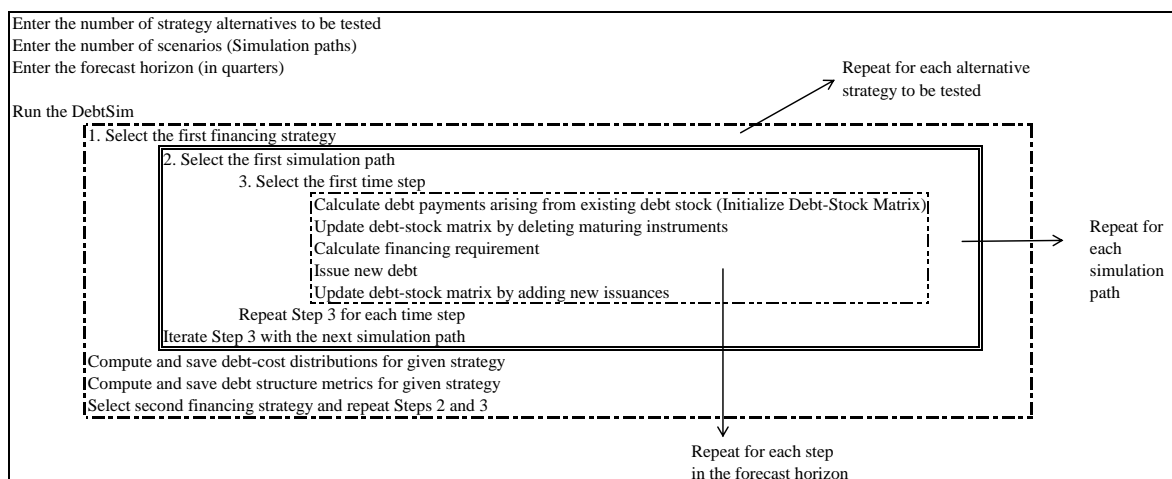 Enter the number of strategy alternatives to be tested
Enter the number of scenarios (Simulation paths)
Enter the forecast horizon (in quarters)
Repeat for each alternative
strategy to be tested
Run the DebtSim
1. Select the first financing strategy
2. Select the first simulation path
3. Select the first time step
Calculate debt payments arising from existing debt stock (Initialize Debt-Stock Matrix)
Update debt-stock matrix by deleting maturing instruments
Calculate financing requirement
Issue new debt
Update debt-stock matrix by adding new issuances
Repeat for
each
simulation
path
Repeat Step 3 for each time step
Iterate Step 3 with the next simulation path
Compute and save debt-cost distributions for given strategy
Compute and save debt structure metrics for given strategy
Select second financing strategy and repeat Steps 2 and 3
Repeat for each step
in the forecast horizon